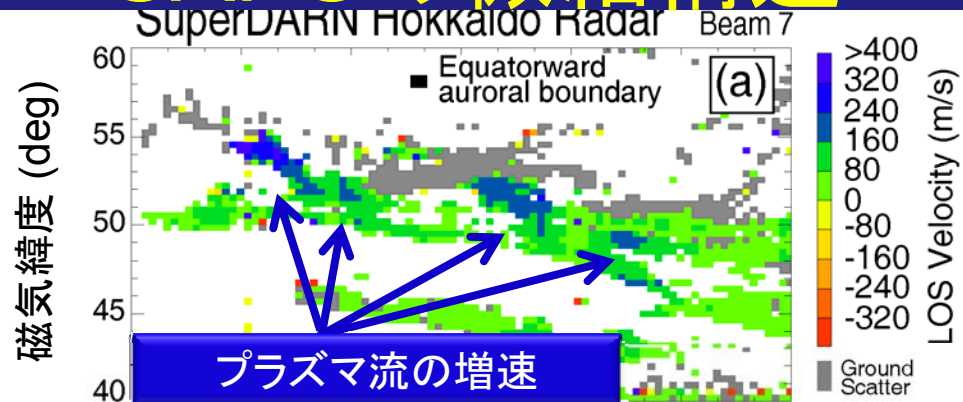 SuperDARN Hokkaido Radar
Beam 7
60
55
50
45
40
磁気緯度 (deg)
Equatorward
auroral boundary
(a)
プラズマ流の増速
>400
320
240
160
80
0
-80
-160
-240
-320
LOS Velocity (m/s)
Ground
Scatter